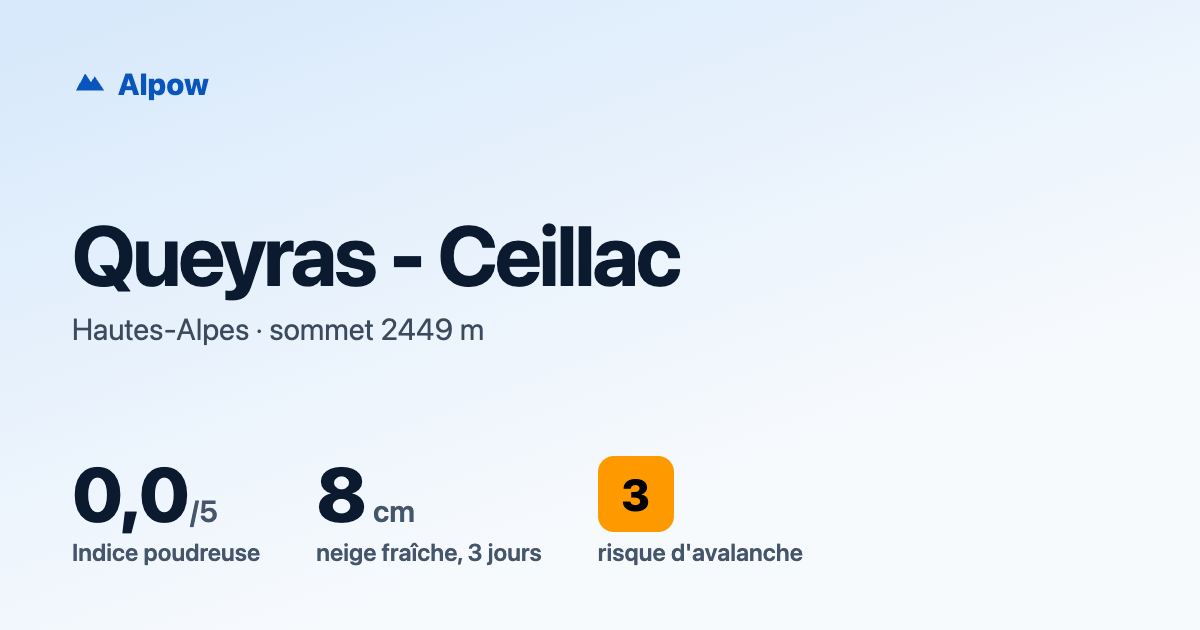 Alpow
Queyras - Ceillac
Hautes-Alpes · sommet 2449 m
0,0/5
Indice poudreuse
8 cm
neige fraîche, 3 jours
3
risque d'avalanche